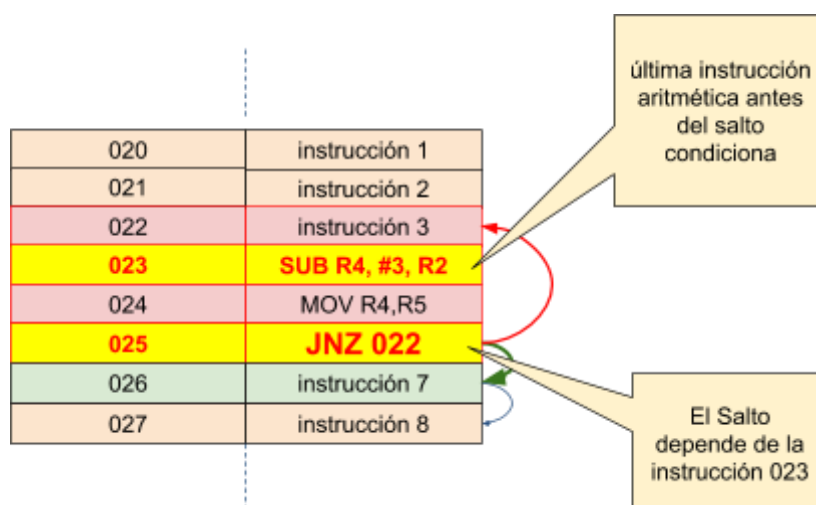 última instrucción
aritmética antes
del salto
condiciona
020 instrucción 1
021 instrucción 2
022 instrucción 3
023 SUB R4, #3, R2
024 MOV R4,R5
025 JNZ 022
026 instrucción 7
027 instrucción 8
El Salto
depende de la
instrucción 023